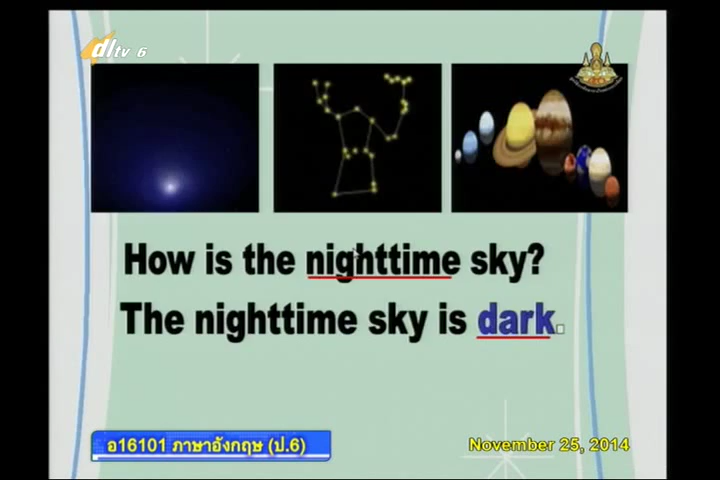 dltv 6
How is the nighttime sky?
The nighttime sky is dark.
อ16101 ภาษาอังกฤษ (ป.6)
November 25, 2014